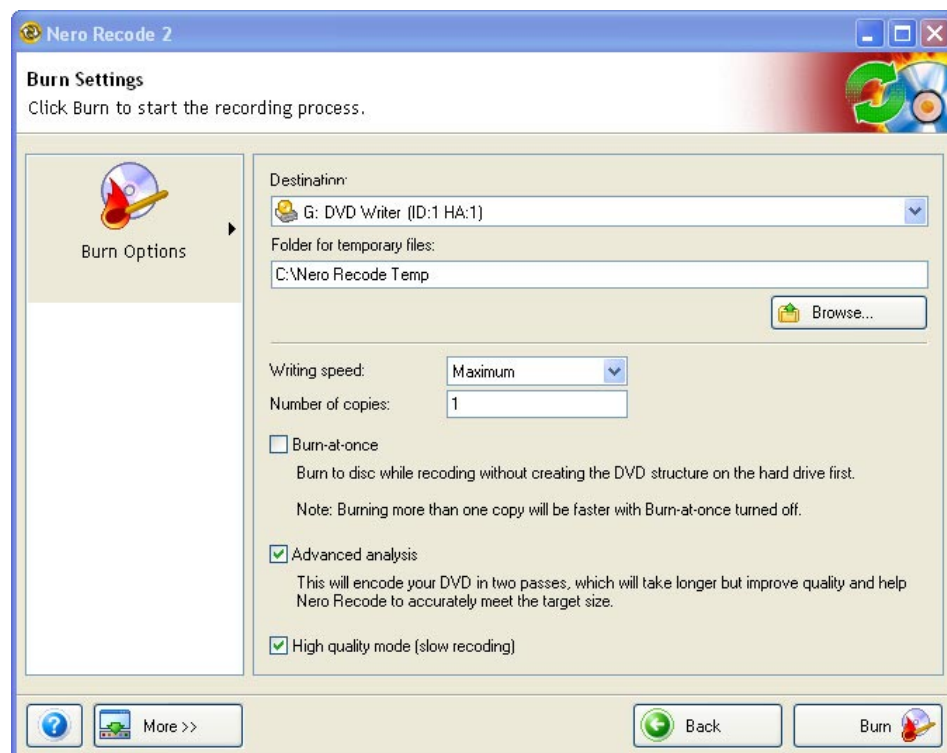 Nero Recode 2
Burn Settings
Click Burn to start the recording process.
Burn Options
Destination:
G: DVD Writer (ID:1 HA:1)
Folder for temporary files:
C:\Nero Recode Temp
Browse...
Writing speed:
Maximum
Number of copies:
1
Burn-at-once
Burn to disc while recoding without creating the DVD structure on the hard drive first.
Note: Burning more than one copy will be faster with Burn-at-once turned off.
Advanced analysis
This will encode your DVD in two passes, which will take longer but improve quality and help
Nero Recode to accurately meet the target size.
High quality mode (slow recoding)
? More >> Back Burn